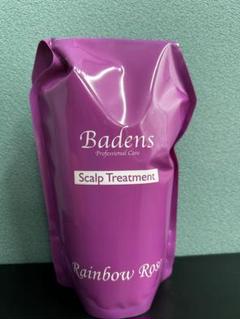 Badens
Professional Care
Scalp Treatment
Rainbow Rose